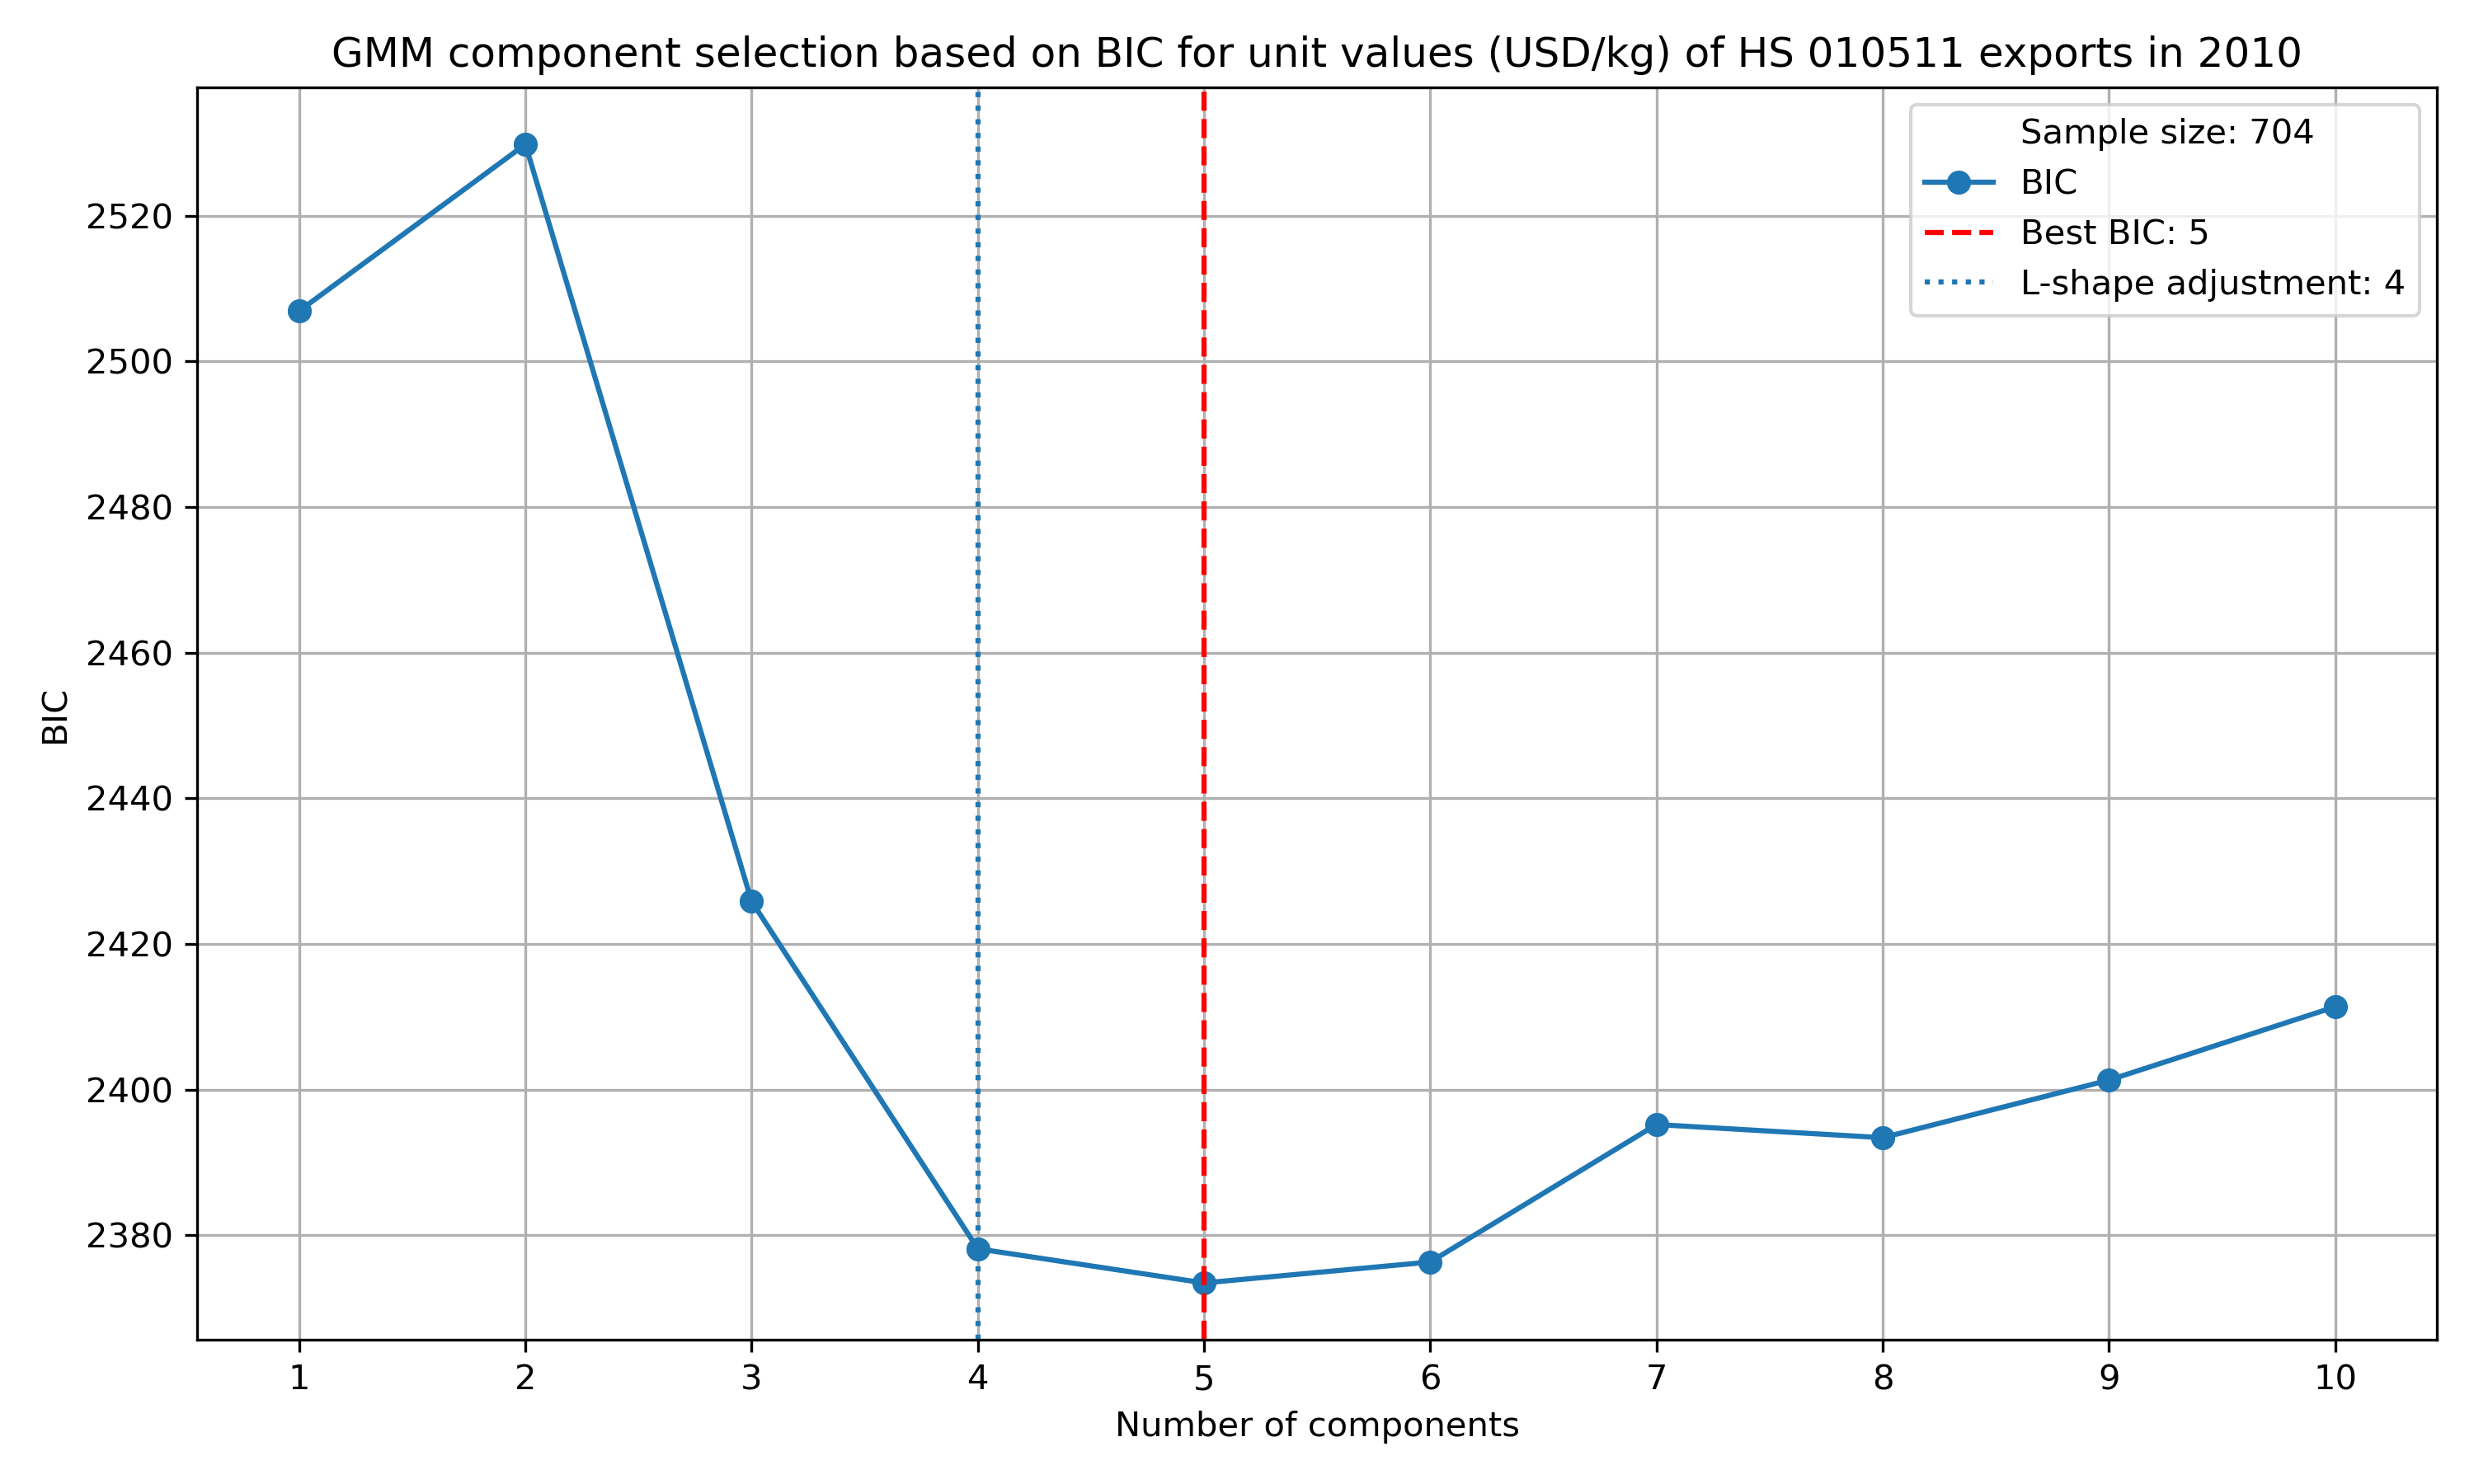 GMM component selection based on BIC for unit values (USD/kg) of HS 010511 exports in 2010
Sample size: 704
BIC
Best BIC: 5
L-shape adjustment: 4
2520
2500
2480
2460
2440
2420
2400
2380
BIC
1 2 3 4 5 6 7 8 9 10
Number of components